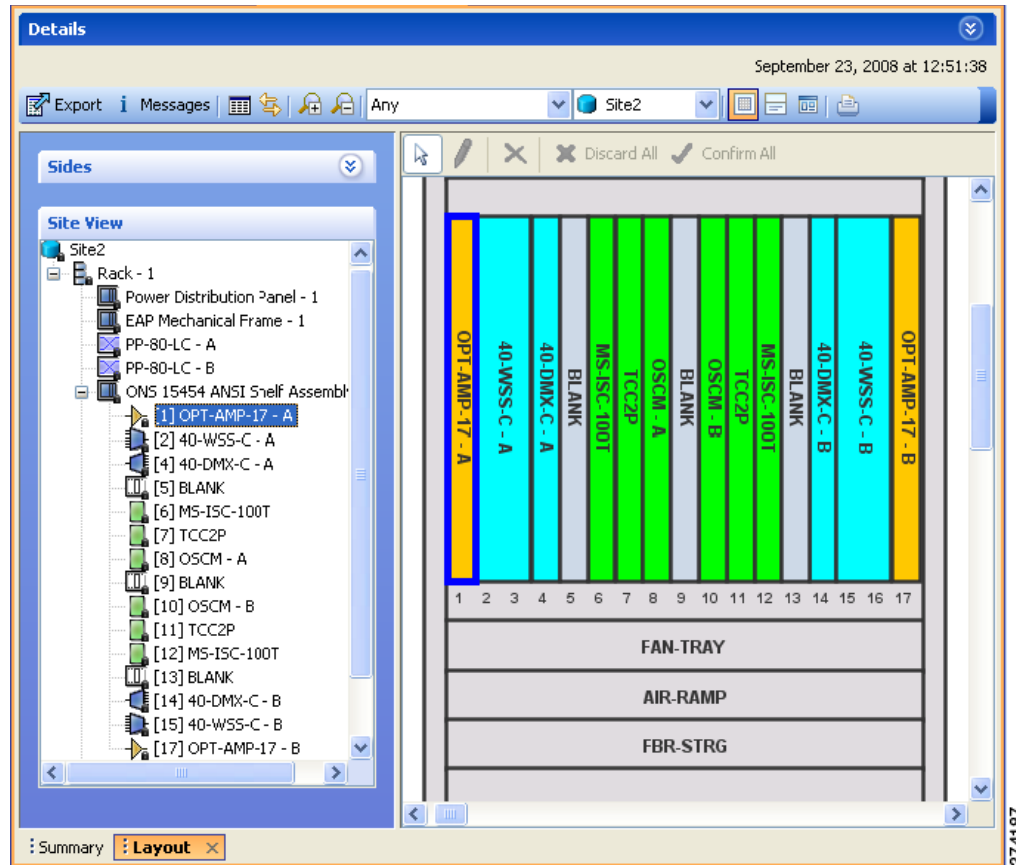 Details
September 23, 2008 at 12:51:38
Export i Messages Any Site2
Sides
Discard All Confirm All
Site View
Site2
Rack - 1
Power Distribution Panel - 1
EAP Mechanical Frame - 1
PP-80-LC - A
PP-80-LC - B
ONS 15454 ANSI Shelf Assembl
[1] OPT-AMP-17 - A
[2] 40-WSS-C - A
[4] 40-DMX-C - A
[5] BLANK
[6] MS-ISC-100T
[7] TCC2P
[8] OSCM - A
[9] BLANK
[10] OSCM - B
[11] TCC2P
[12] MS-ISC-100T
[13] BLANK
[14] 40-DMX-C - B
[15] 40-WSS-C - B
[17] OPT-AMP-17 - B
OPT-AMP-17 - A
40-WSS-C - A
40-DMX-C - A
BLANK
MS-ISC-100T
TCC2P
OSCM - A
BLANK
OSCM - B
TCC2P
MS-ISC-100T
BLANK
40-DMX-C - B
40-WSS-C - B
OPT-AMP-17 - B
1 2 3 4 5 6 7 8 9 10 11 12 13 14 15 16 17
FAN-TRAY
AIR-RAMP
FBR-STRG
Summary Layout
274197